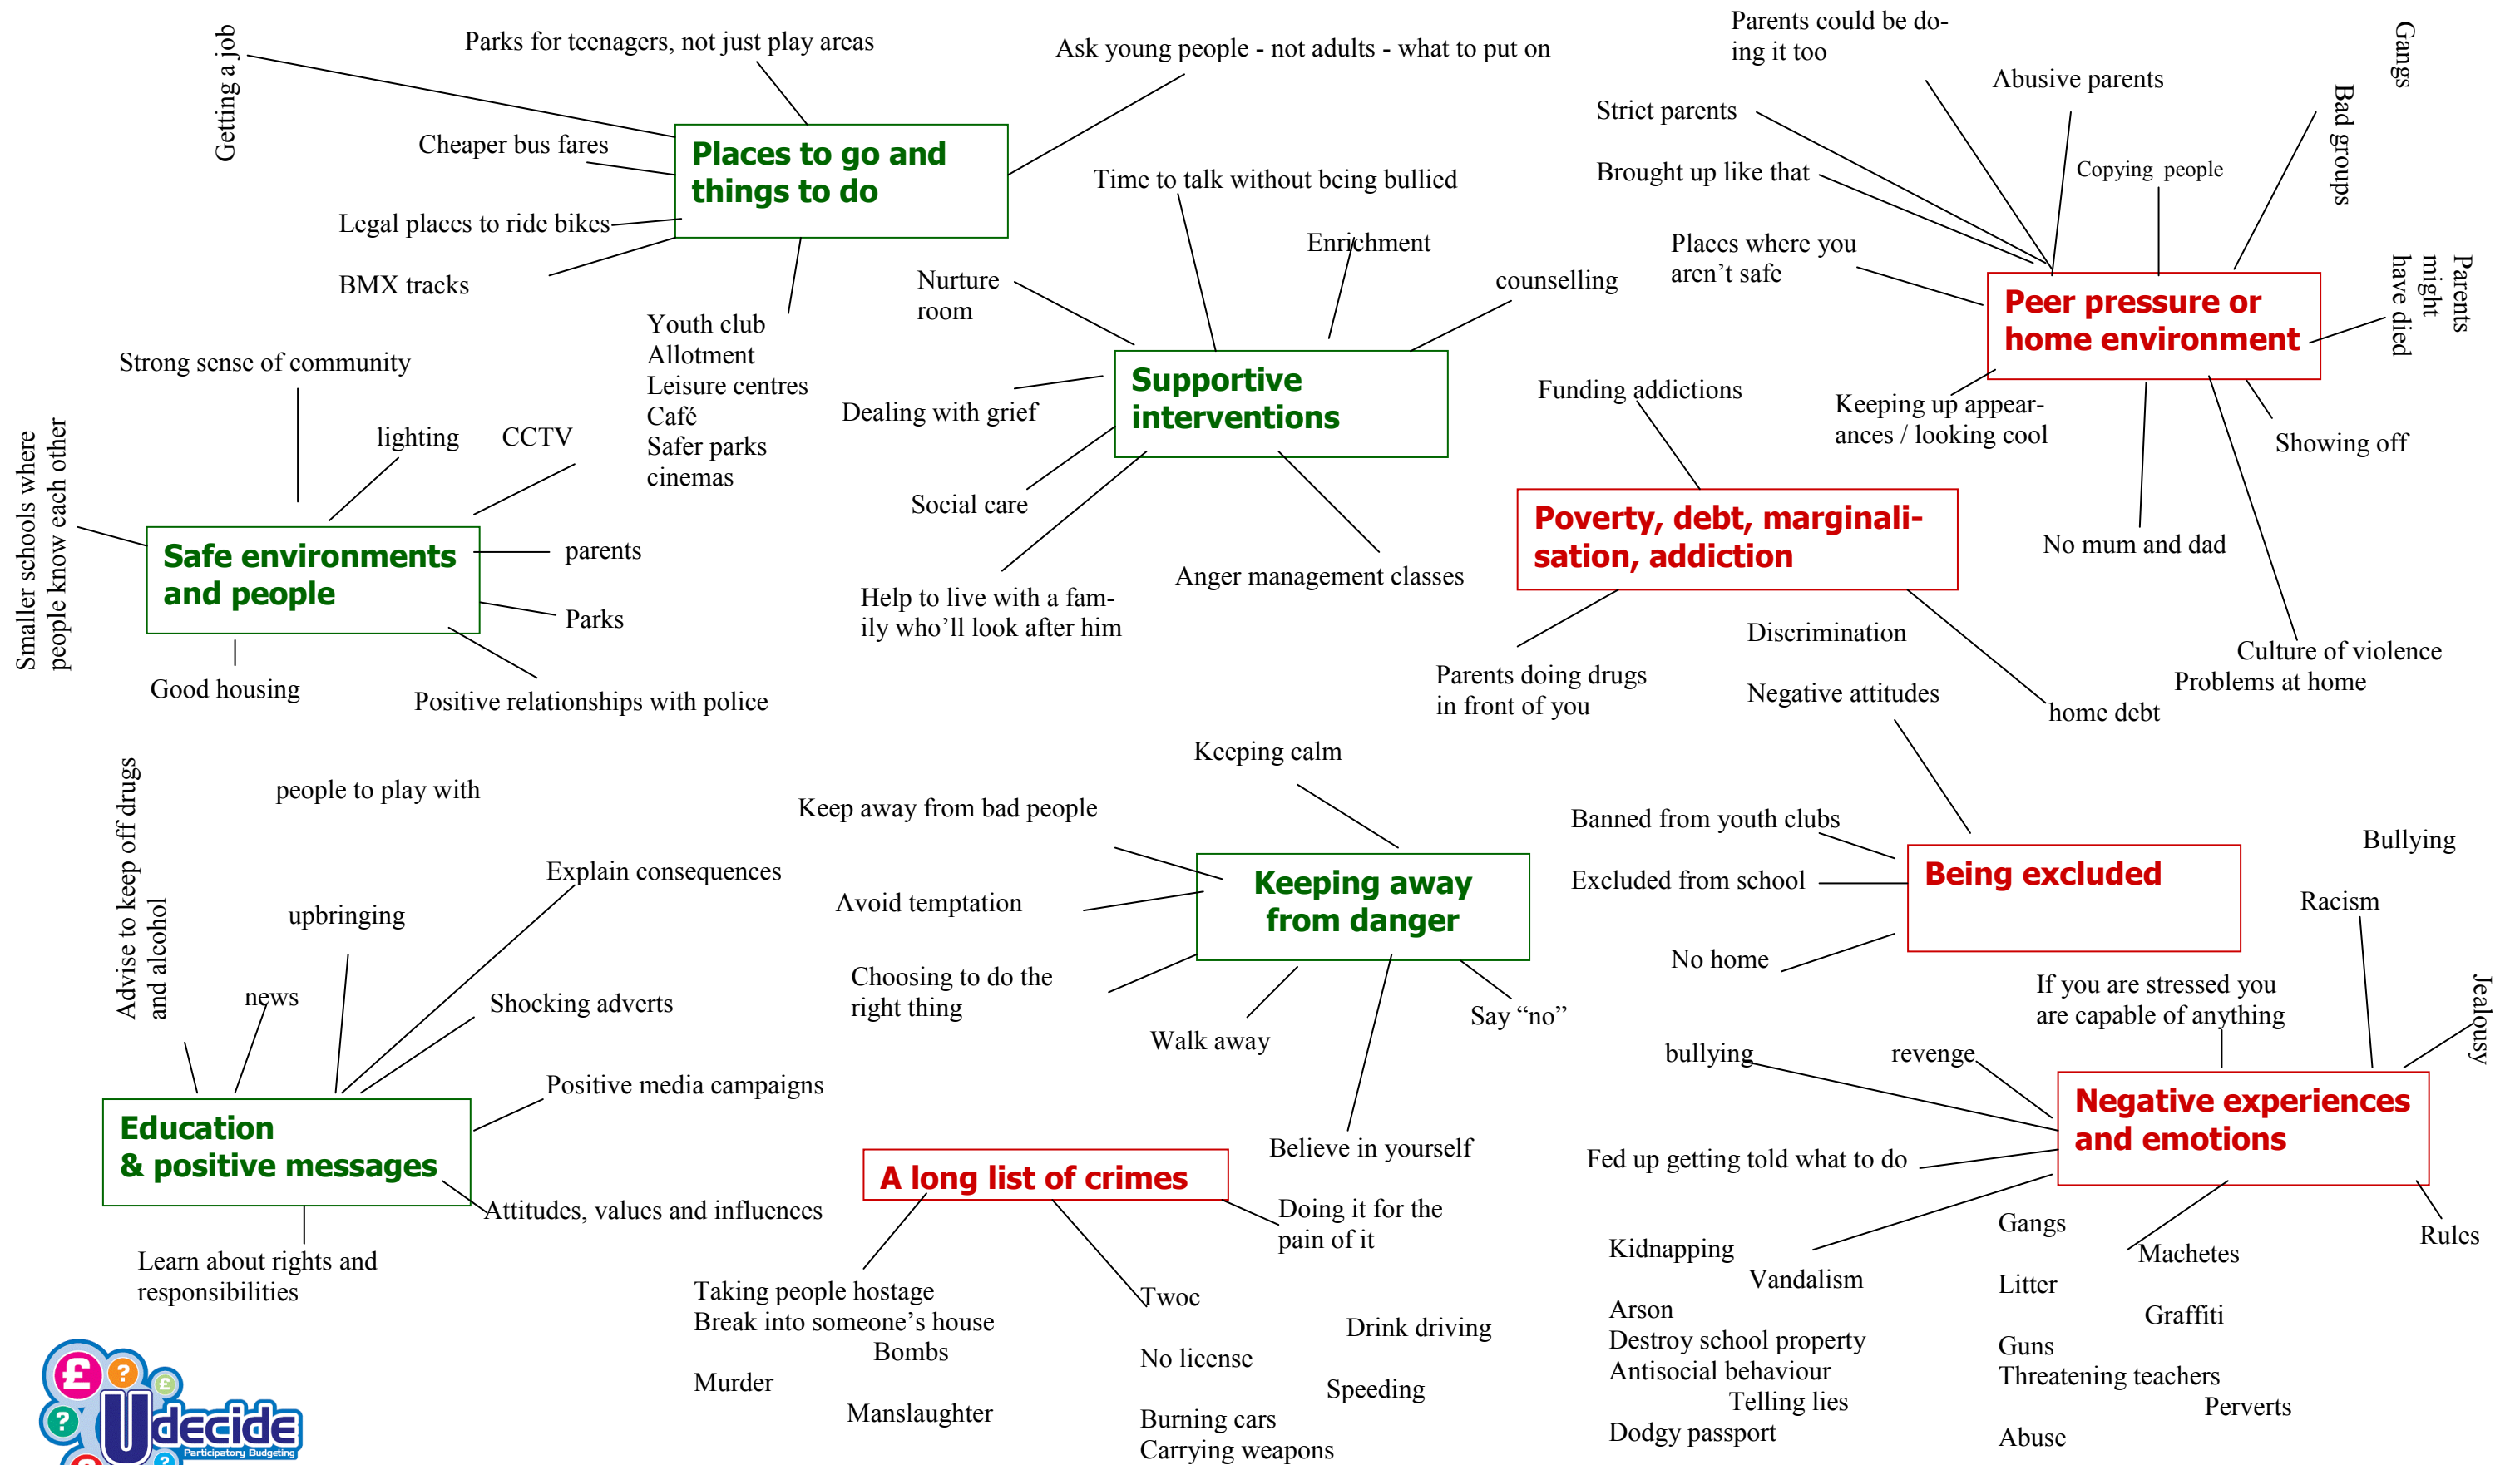 Getting a job
Parks for teenagers, not just play areas
Ask young people - not adults - what to put on
Cheaper bus fares
Places to go and
things to do
Legal places to ride bikes
BMX tracks
Youth club
Allotment
Leisure centres
Café
Safer parks
cinemas
Time to talk without being bullied
Enrichment
Nurture
room
counselling
Supportive
interventions
Dealing with grief
Social care
Help to live with a fam-
ily who'll look after him
Anger management classes
Parents could be do-
ing it too
Abusive parents
Strict parents
Brought up like that
Copying people
Gangs
Bad groups
Places where you
aren't safe
Peer pressure or
home environment
Parents
might
have died
Keeping up appear-
ances / looking cool
Showing off
No mum and dad
Culture of violence
Problems at home
Funding addictions
Poverty, debt, marginali-
sation, addiction
Parents doing drugs
in front of you
home debt
Strong sense of community
lighting
CCTV
Smaller schools where
people know each other
Safe environments
and people
parents
Parks
Good housing
Positive relationships with police
Discrimination
Negative attitudes
Banned from youth clubs
Excluded from school
Being excluded
No home
people to play with
Advise to keep off drugs
and alcohol
Explain consequences
upbringing
news
Shocking adverts
Positive media campaigns
Education
& positive messages
Attitudes, values and influences
Learn about rights and
responsibilities
Keeping calm
Keep away from bad people
Keeping away
from danger
Avoid temptation
Choosing to do the
right thing
Walk away
Say “no”
Believe in yourself
Bullying
Racism
If you are stressed you
are capable of anything
Jealousy
bullying
revenge
Negative experiences
and emotions
Fed up getting told what to do
Rules
A long list of crimes
Doing it for the
pain of it
Taking people hostage
Break into someone's house
Bombs
Murder
Manslaughter
Twoc
Drink driving
No license
Speeding
Burning cars
Carrying weapons
Kidnapping
Vandalism
Arson
Destroy school property
Antisocial behaviour
Telling lies
Dodgy passport
Gangs
Machetes
Litter
Graffiti
Guns
Threatening teachers
Perverts
Abuse
£ ? £
?
Udecide
Participatory Budgeting
£ ?